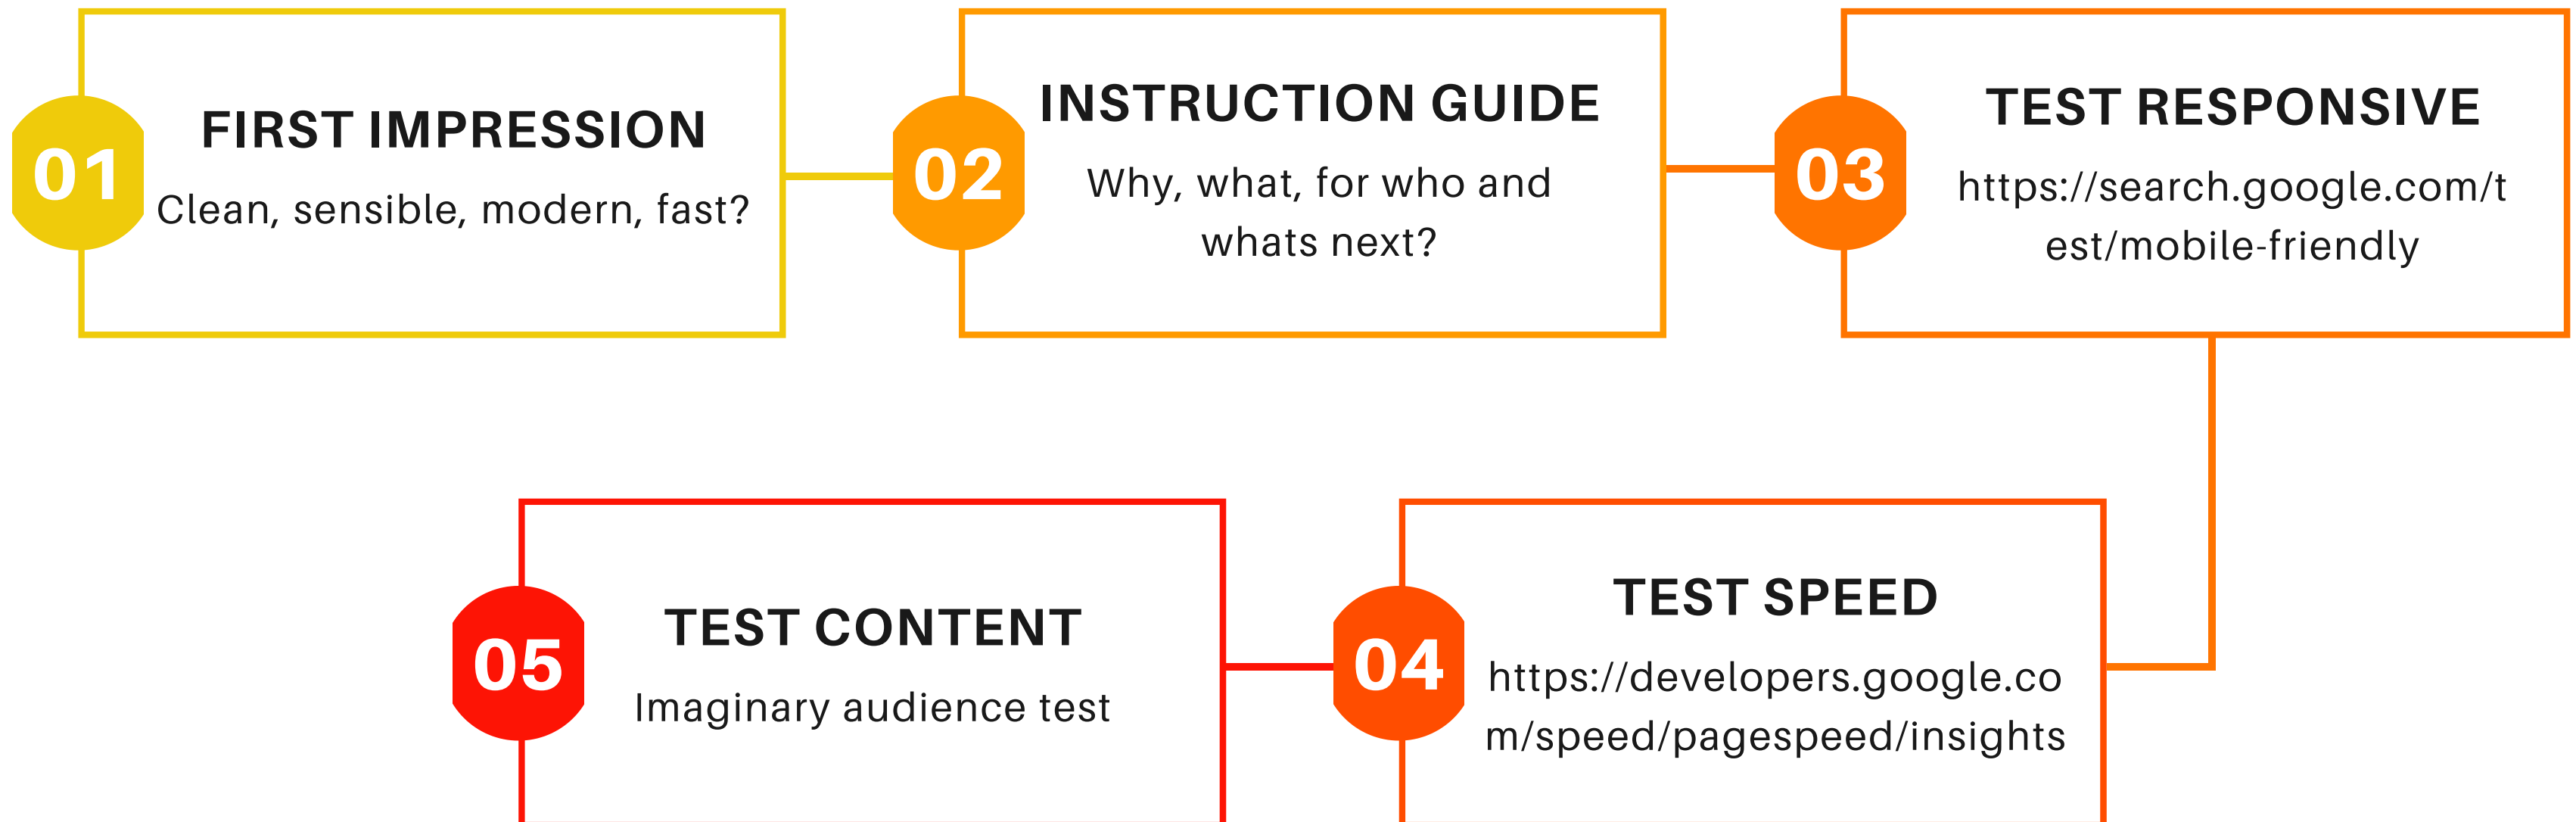 01
FIRST IMPRESSION
Clean, sensible, modern, fast?
02
INSTRUCTION GUIDE
Why, what, for who and
whats next?
03
TEST RESPONSIVE
https://search.google.com/t
est/mobile-friendly
04
TEST SPEED
https://developers.google.co
m/speed/pagespeed/insights
05
TEST CONTENT
Imaginary audience test